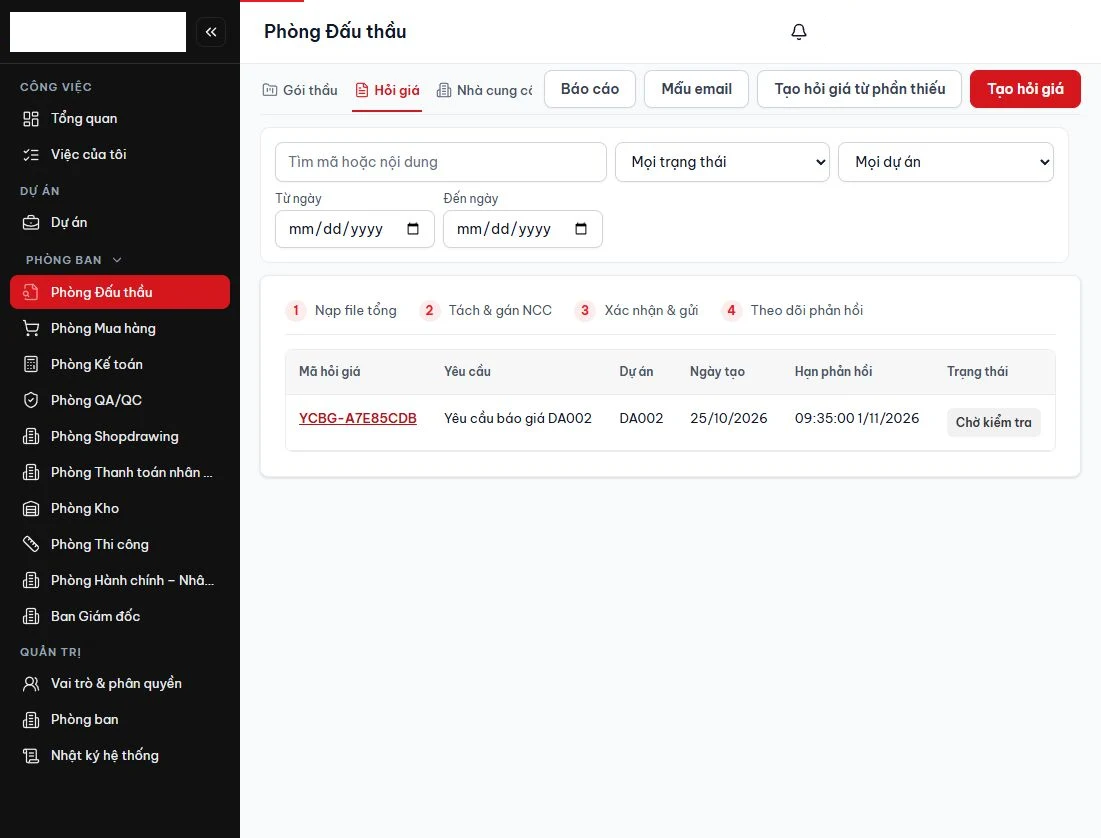 Phòng Đấu thầu
CÔNG VIỆC
Tổng quan
Việc của tôi
DỰ ÁN
Dự án
PHÒNG BAN
Phòng Đấu thầu
Phòng Mua hàng
Phòng Kế toán
Phòng QA/QC
Phòng Shopdrawing
Phòng Thanh toán nhân ...
Phòng Kho
Phòng Thi công
Phòng Hành chính – Nhâ...
Ban Giám đốc
QUẢN TRỊ
Vai trò & phân quyền
Phòng ban
Nhật ký hệ thống
Gói thầu Hỏi giá Nhà cung cấ Báo cáo Mẫu email Tạo hỏi giá từ phần thiếu Tạo hỏi giá
Tìm mã hoặc nội dung Mọi trạng thái Mọi dự án
Từ ngày Đến ngày
mm/dd/yyyy mm/dd/yyyy
1 Nạp file tổng 2 Tách & gán NCC 3 Xác nhận & gửi 4 Theo dõi phản hồi
Mã hỏi giá Yêu cầu Dự án Ngày tạo Hạn phản hồi Trạng thái
YCBG-A7E85CDB Yêu cầu báo giá DA002 DA002 25/10/2026 09:35:00 1/11/2026 Chờ kiểm tra